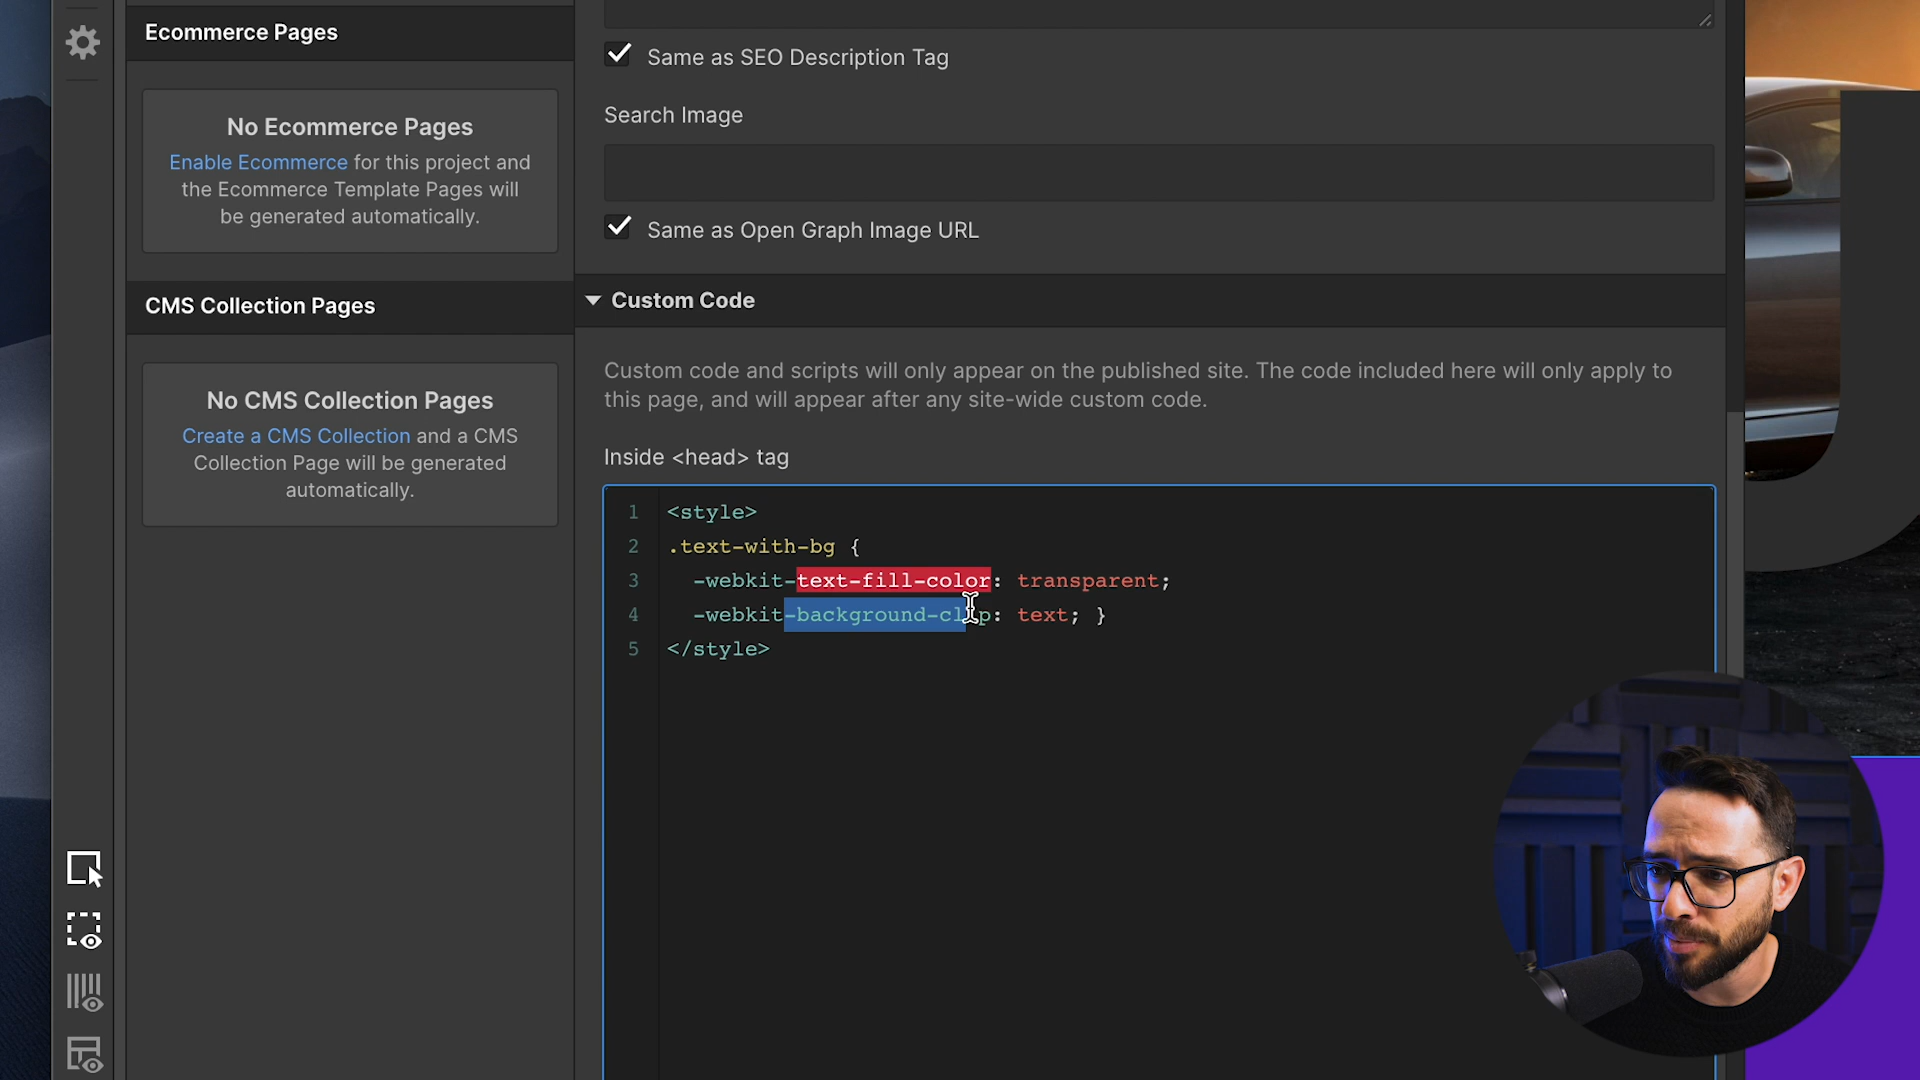 Ecommerce Pages
No Ecommerce Pages
Enable Ecommerce for this project and
the Ecommerce Template Pages will
be generated automatically.
CMS Collection Pages
No CMS Collection Pages
Create a CMS Collection and a CMS
Collection Page will be generated
automatically.
Same as SEO Description Tag
Search Image
Same as Open Graph Image URL
Custom Code
Custom code and scripts will only appear on the published site. The code included here will only apply to
this page, and will appear after any site-wide custom code.
Inside <head> tag
1 <style>
2 .text-with-bg {
3 -webkit-text-fill-color: transparent;
4 -webkit-background-clip: text; }
5 </style>